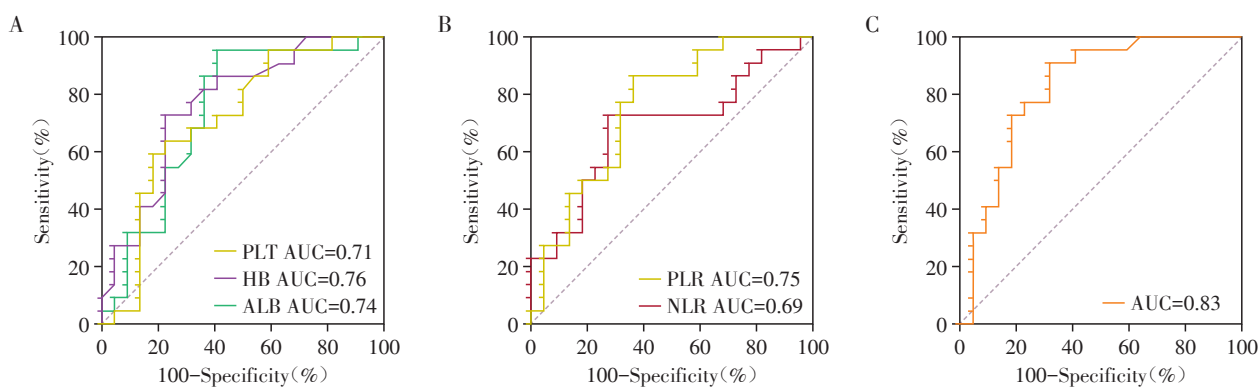 A
100
80
60
40
20
0
Sensitivity(%)
PLT AUC=0.71
HB AUC=0.76
ALB AUC=0.74
0 20 40 60 80 100
100-Specificity(%)
B
100
80
60
40
20
0
Sensitivity(%)
PLR AUC=0.75
NLR AUC=0.69
0 20 40 60 80 100
100-Specificity(%)
C
100
80
60
40
20
0
Sensitivity(%)
AUC=0.83
0 20 40 60 80 100
100-Specificity(%)